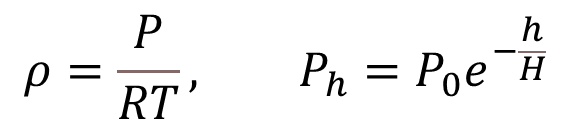 ρ = P/RT, P_h = P_0 e^{-h/H}